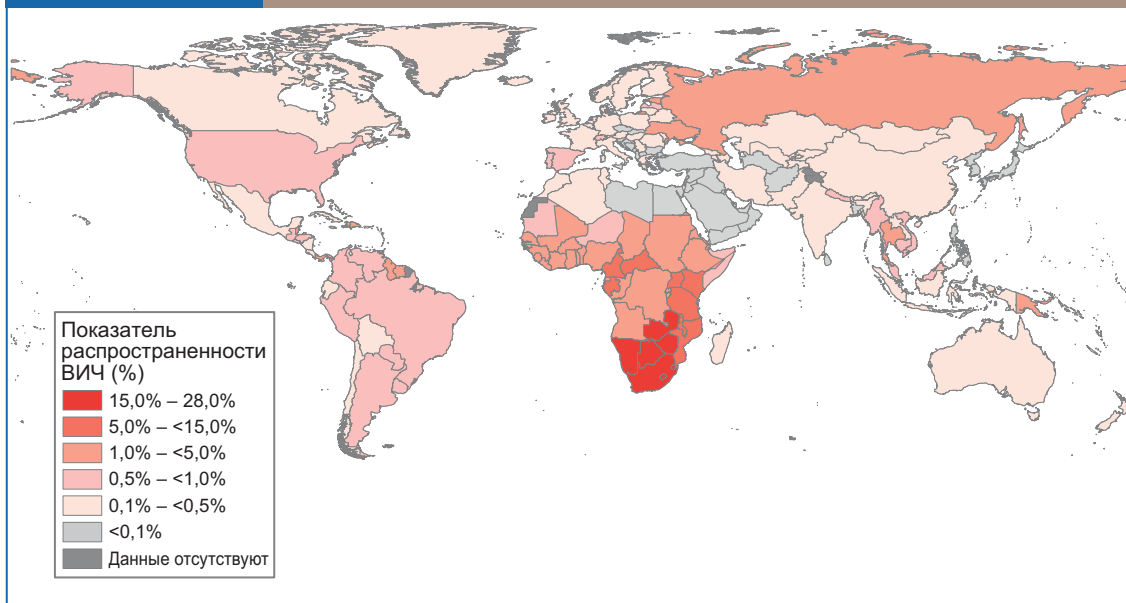 Показатель
распространенности
ВИЧ (%)
15,0% – 28,0%
5,0% – <15,0%
1,0% – <5,0%
0,5% – <1,0%
0,1% – <0,5%
<0,1%
Данные отсутствуют